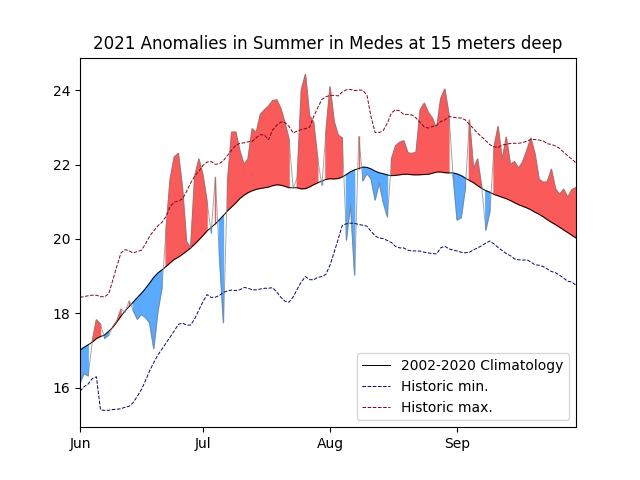 2021 Anomalies in Summer in Medes at 15 meters deep
24
22
20
18
16
Jun
Jul
Aug
Sep
2002-2020 Climatology
Historic min.
Historic max.